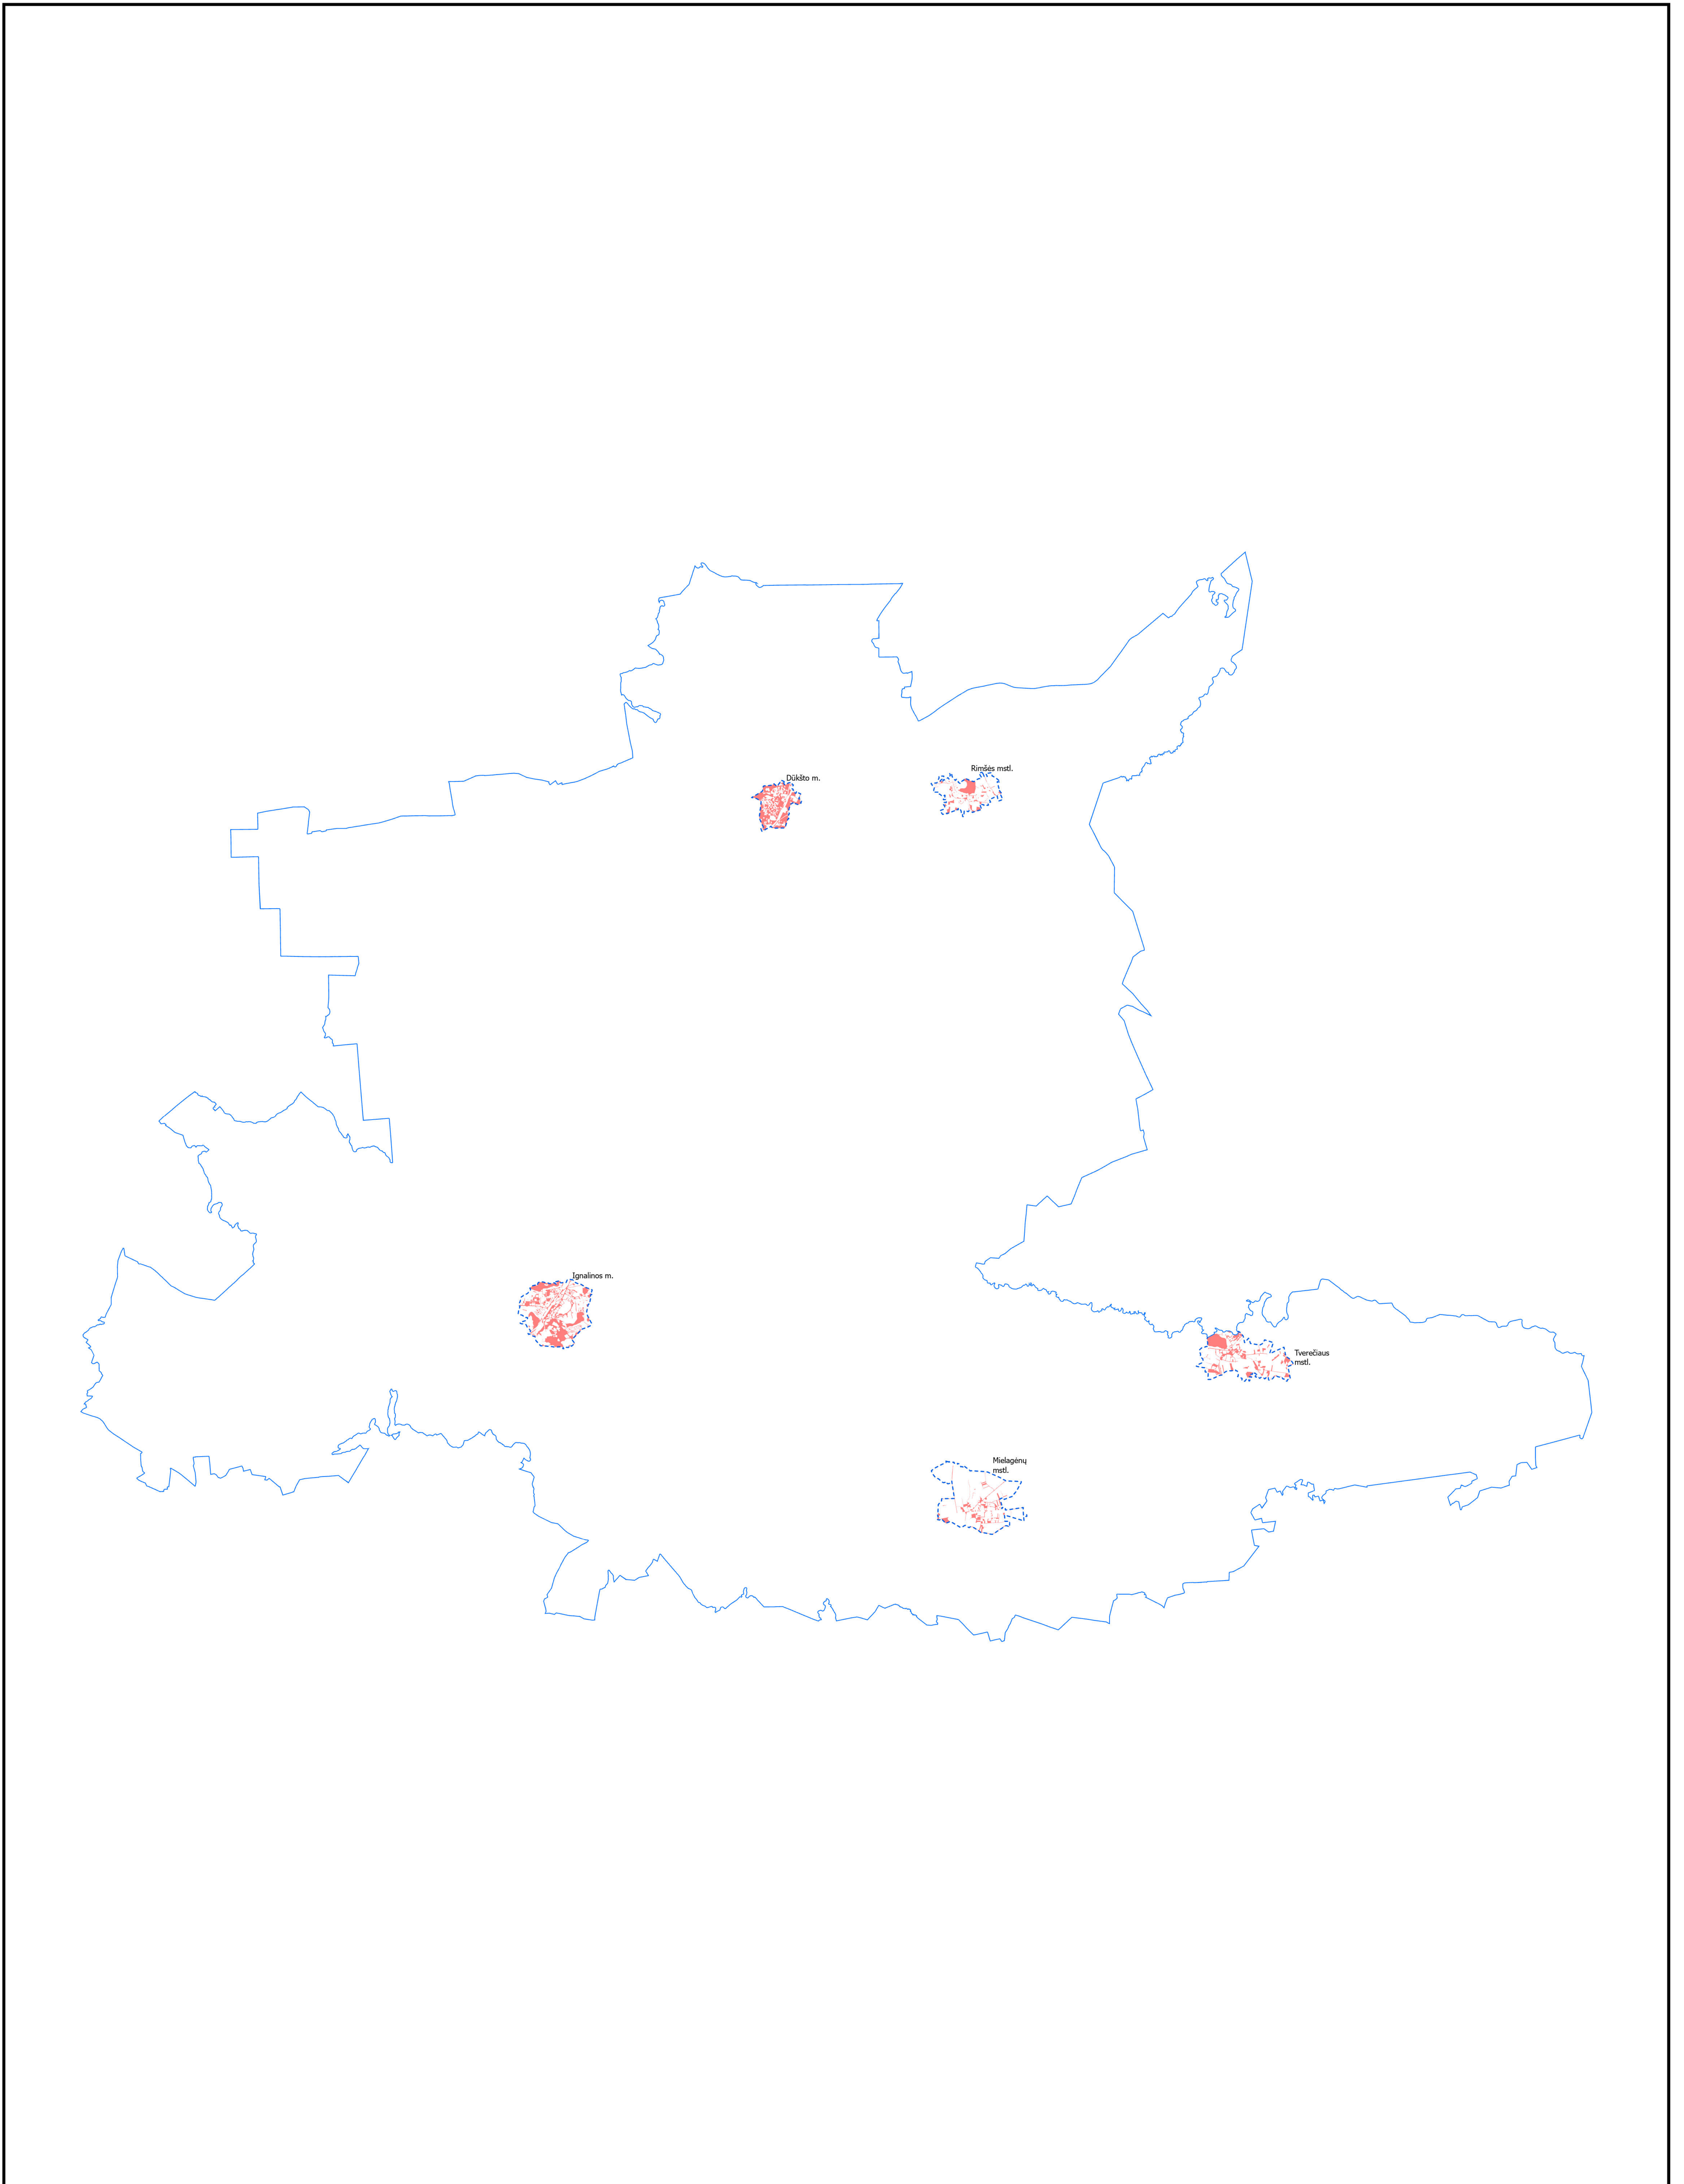 Rimšės mstl.
Dūkšto m.
Ignalinos m.
Tverečiaus
mstl.
Mielagėnų
mstl.